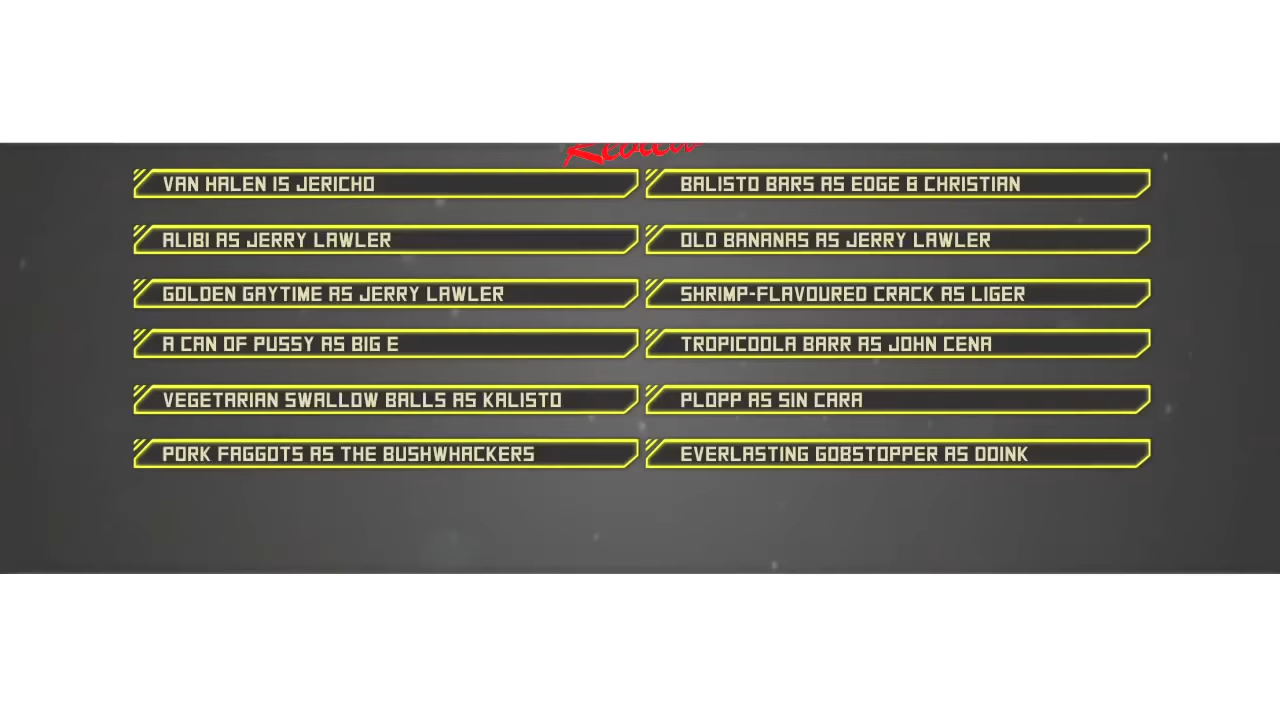 VAN HALEN IS JERICHO
BALISTO BARS AS EDGE & CHRISTIAN
ALIBI AS JERRY LAWLER
OLD BANANAS AS JERRY LAWLER
GOLDEN GAYTIME AS JERRY LAWLER
SHRIMP-FLAVOURED CRACK AS LIGER
A CAN OF PUSSY AS BIG E
TROPICOOLA BARR AS JOHN CENA
VEGETARIAN SWALLOW BALLS AS KALISTO
PLOPP AS SIN CARA
PORK FAGGOTS AS THE BUSHWHACKERS
EVERLASTING GOBSTOPPER AS DOINK